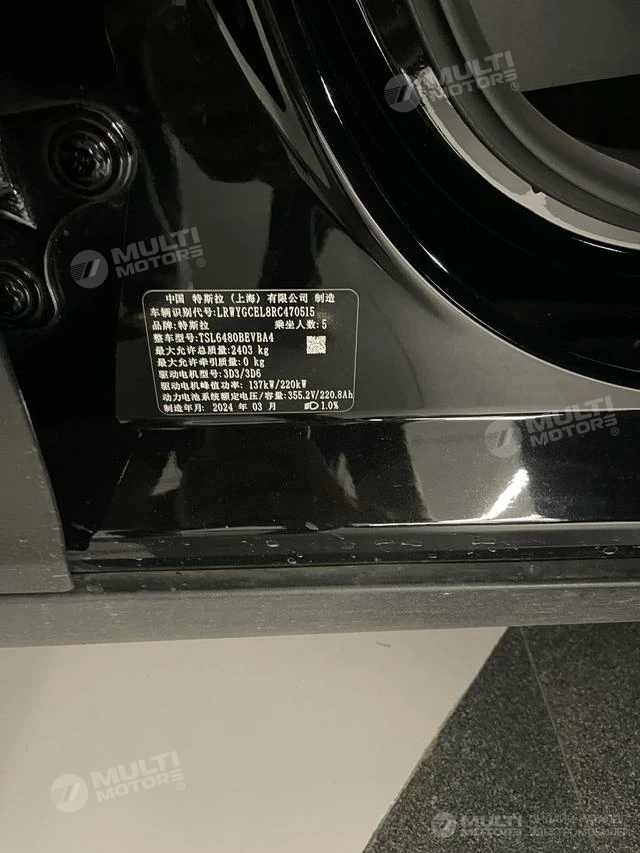 MULTI
MOTORS
MULTI
MOTORS
中国 特斯拉 (上海) 有限公司 制造
车辆识别代号: LRWYGCEL8RC470515
品牌: 特斯拉 乘坐人数: 5
整车型号: TSL6480BEVBA4
最大允许总质量: 2403 kg
最大允许牵引质量: 0 kg
驱动电机型号: 3D3/3D6
驱动电机峰值功率: 137kW/220kW
动力电池系统额定电压/容量: 355.2V/220.8Ah
制造年月: 2024 年 03 月 1.0%
MULTI
MOTORS
MULTI
MOTORS
MULTI
MOTORS
ОНЛАЙН-ГИПЕР
ЭЛЕКТРОМОБИЛЕЙ